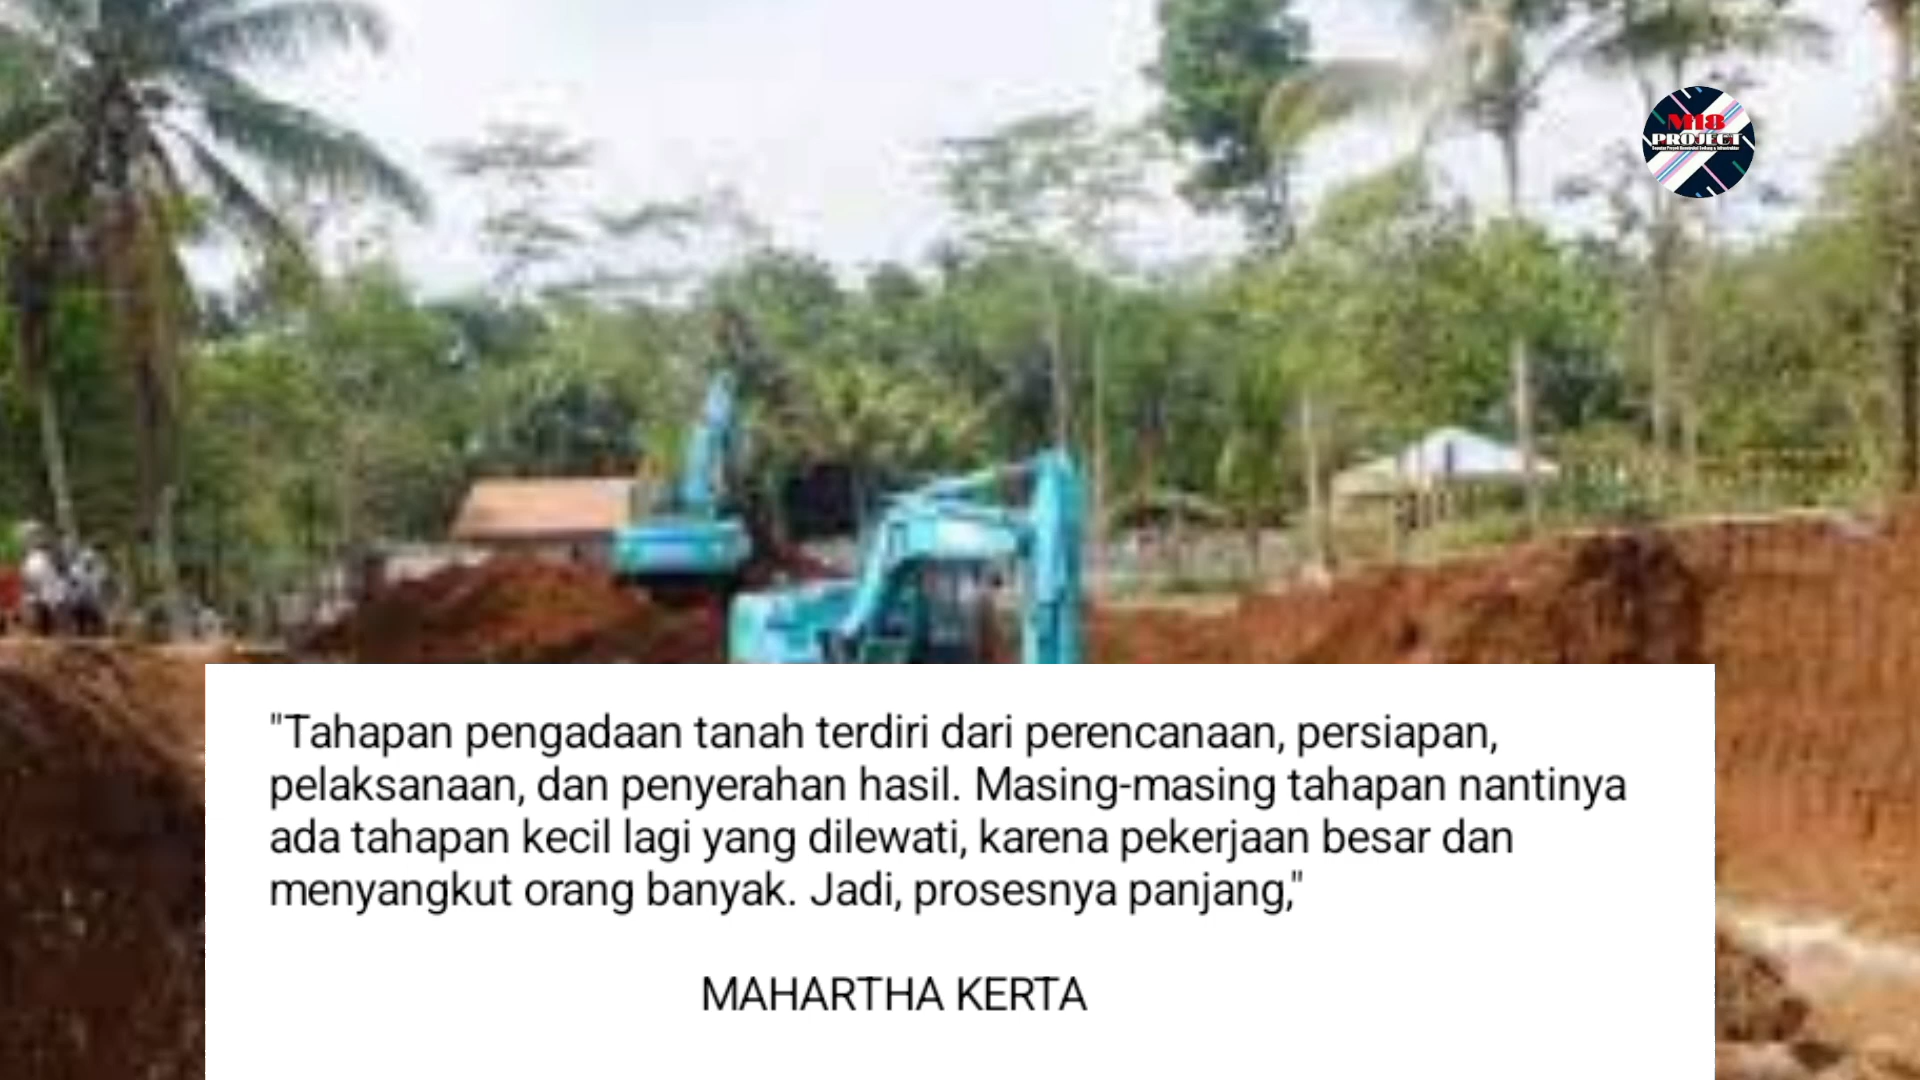 M18
PROJECT
"Tahapan pengadaan tanah terdiri dari perencanaan, persiapan,
pelaksanaan, dan penyerahan hasil. Masing-masing tahapan nantinya
ada tahapan kecil lagi yang dilewati, karena pekerjaan besar dan
menyangkut orang banyak. Jadi, prosesnya panjang,"
MAHARTHA KERTA